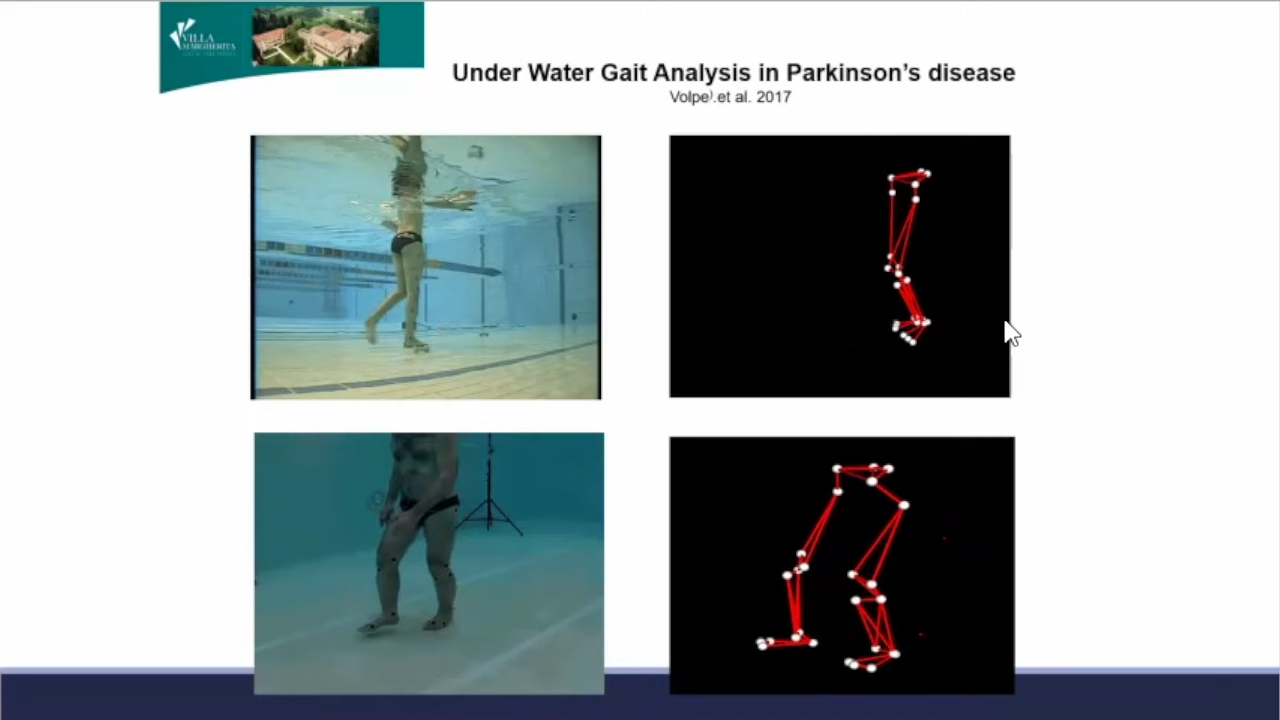 VILLA
MARGHERITA
Under Water Gait Analysis in Parkinson’s disease
Volpe⁾.et al. 2017